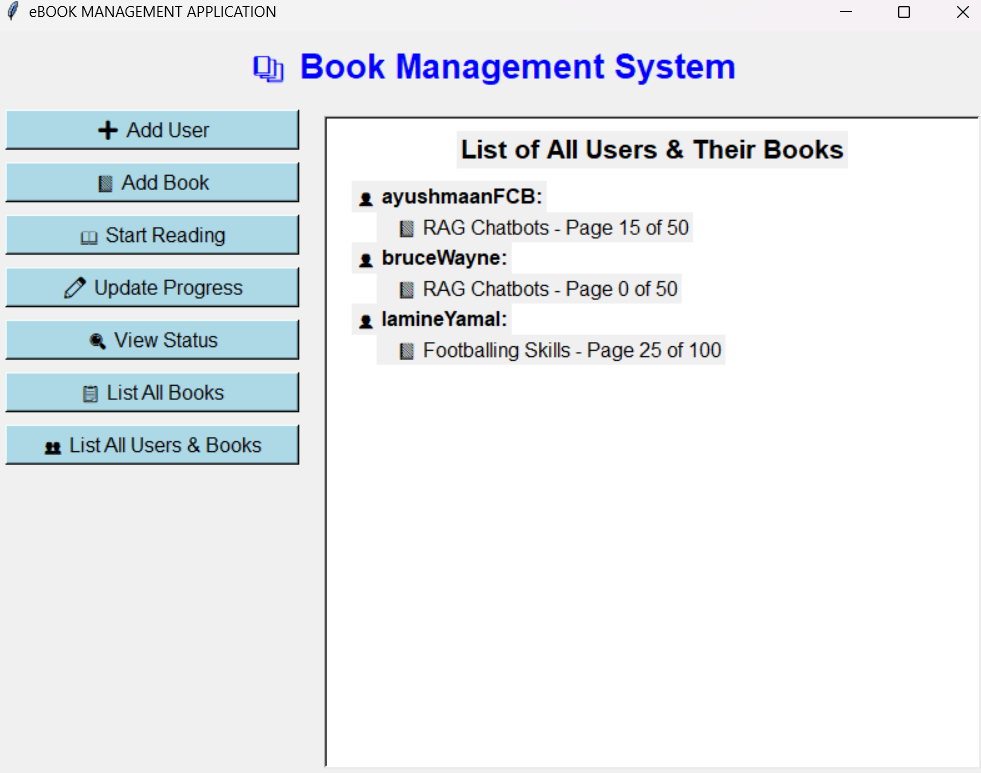 eBOOK MANAGEMENT APPLICATION
Book Management System
Add User
Add Book
Start Reading
Update Progress
View Status
List All Books
List All Users & Books
List of All Users & Their Books
ayushmaanFCB:
RAG Chatbots - Page 15 of 50
bruceWayne:
RAG Chatbots - Page 0 of 50
lamineYamal:
Footballing Skills - Page 25 of 100